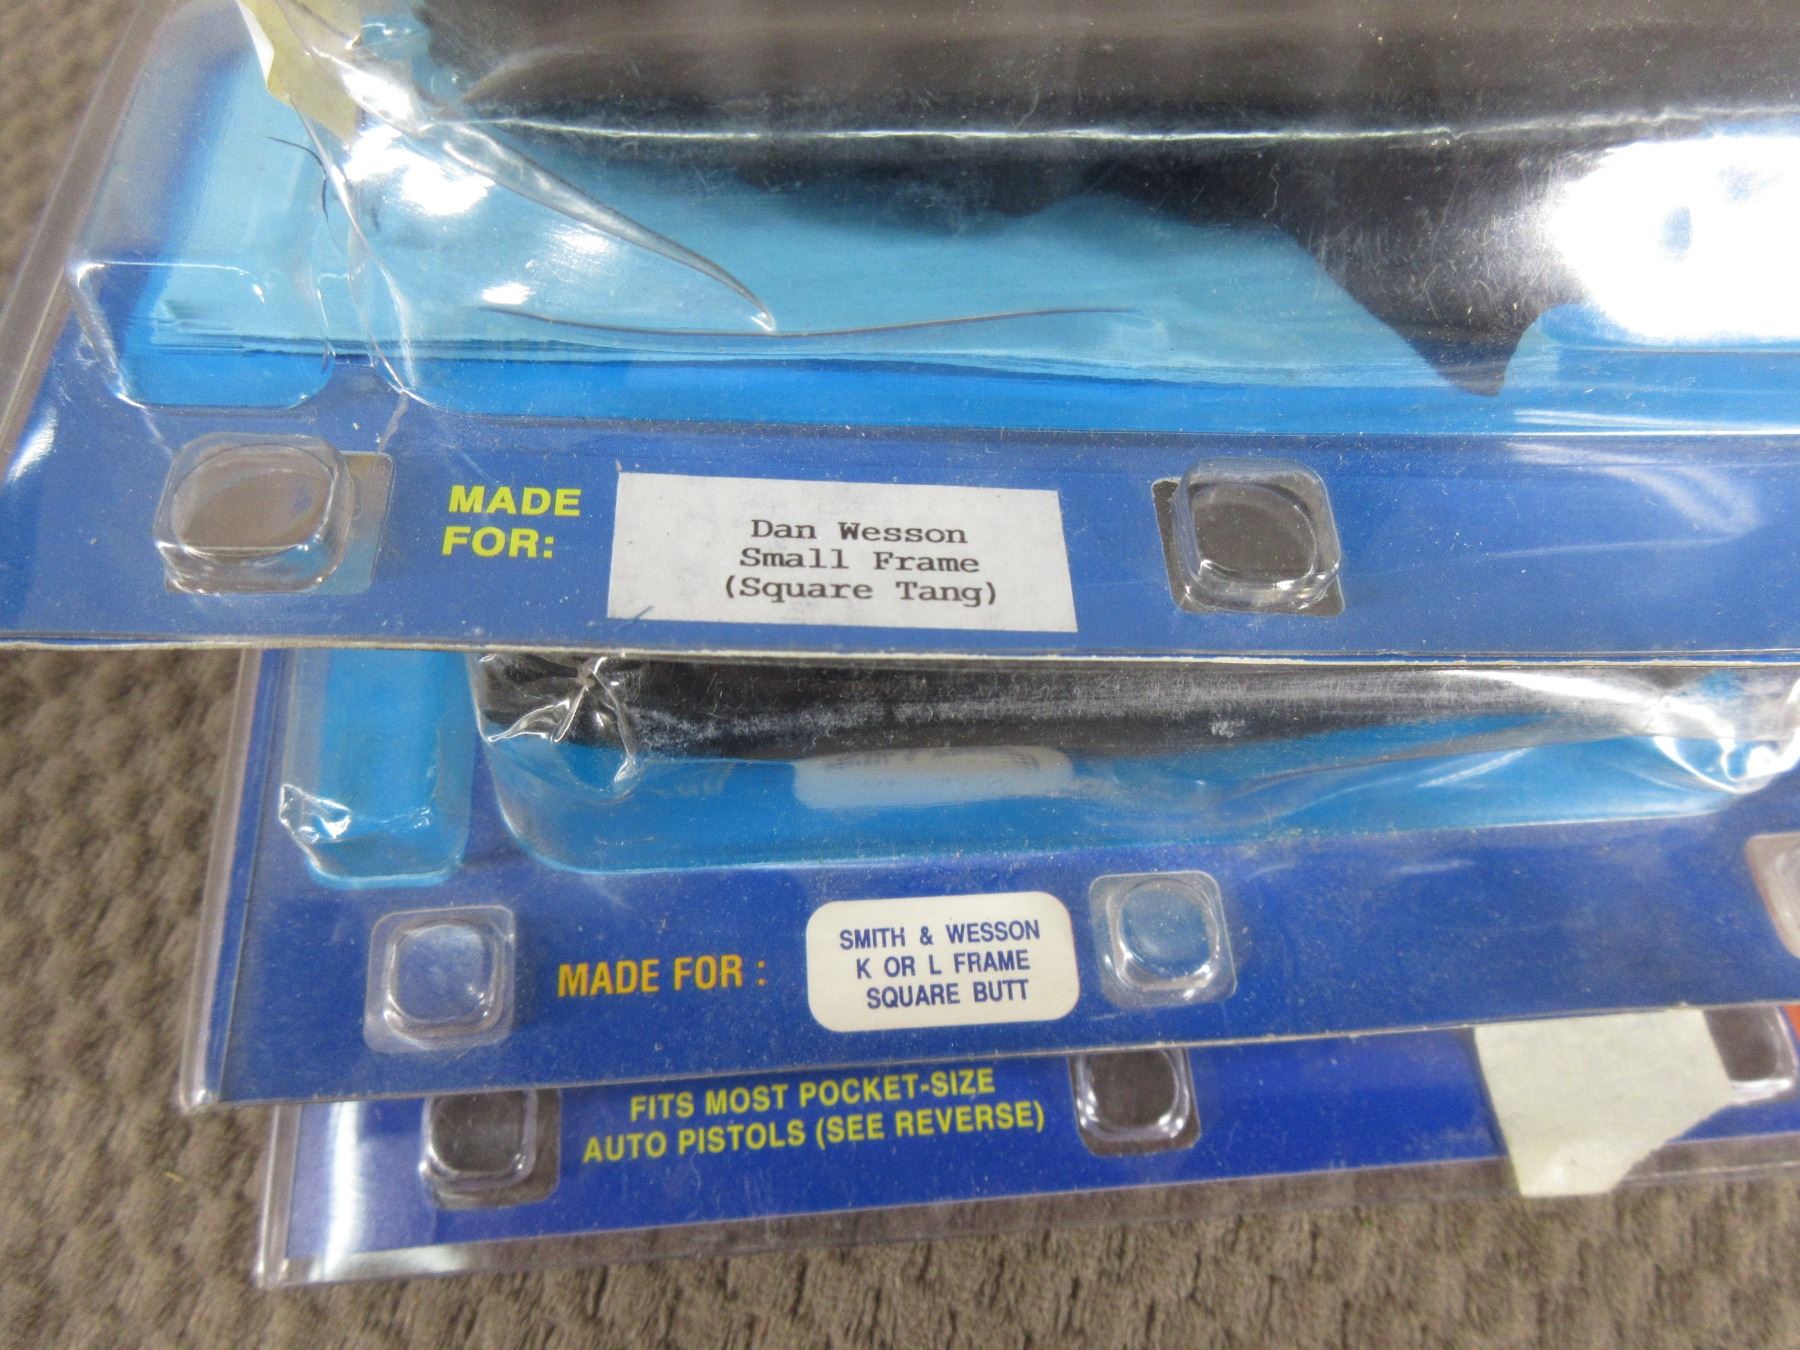 MADE
FOR:
Dan Wesson
Small Frame
(Square Tang)
MADE FOR :
SMITH & WESSON
K OR L FRAME
SQUARE BUTT
FITS MOST POCKET-SIZE
AUTO PISTOLS (SEE REVERSE)